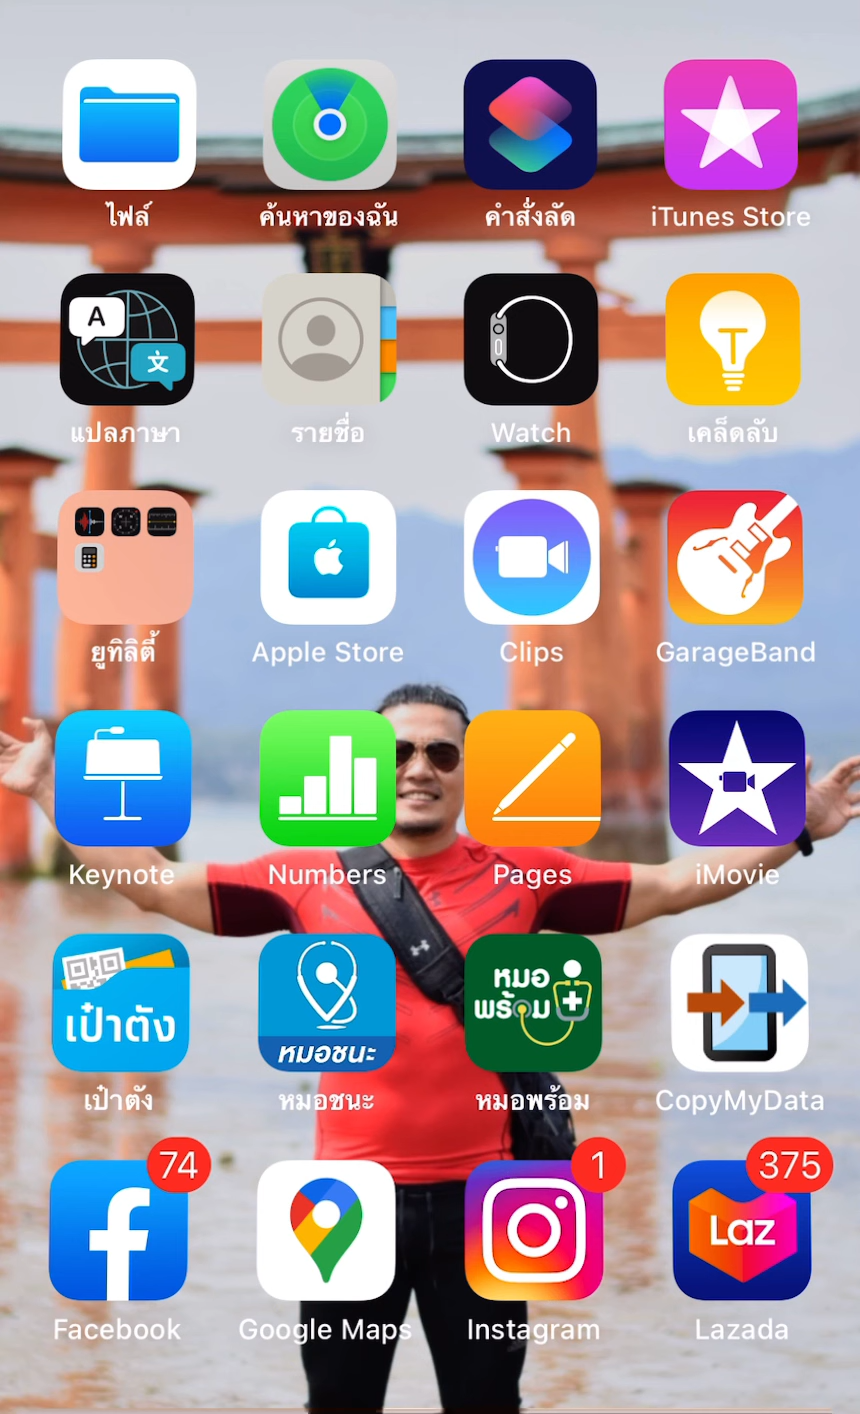 ไฟล์
ค้นหาของฉัน
คำสั่งลัด
iTunes Store
A
文
แปลภาษา
รายชื่อ
Watch
T
เคล็ดลับ
ยูทิลิตี้
Apple Store
Clips
GarageBand
Keynote
Numbers
Pages
iMovie
เป๋าตัง
เป๋าตัง
หมอชนะ
หมอชนะ
หมอ
พร้อม
หมอพร้อม
CopyMyData
74
Facebook
Google Maps
1
Instagram
375
Laz
Lazada